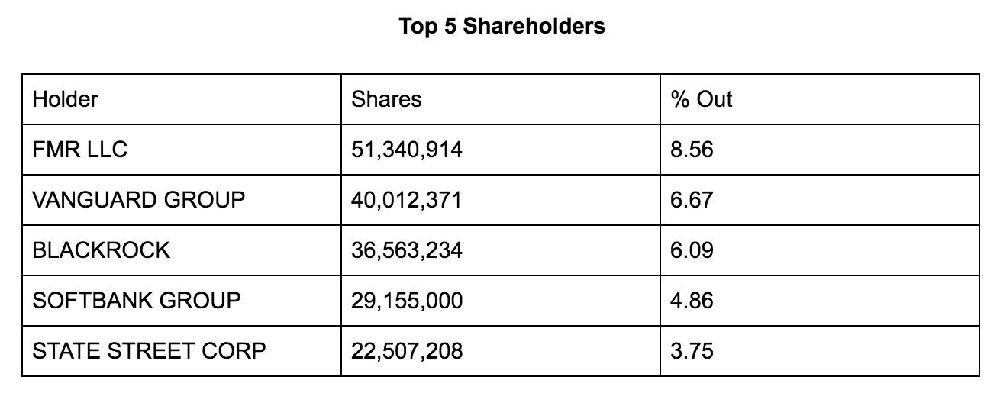 Top 5 Shareholders
Holder Shares % Out
FMR LLC 51,340,914 8.56
VANGUARD GROUP 40,012,371 6.67
BLACKROCK 36,563,234 6.09
SOFTBANK GROUP 29,155,000 4.86
STATE STREET CORP 22,507,208 3.75